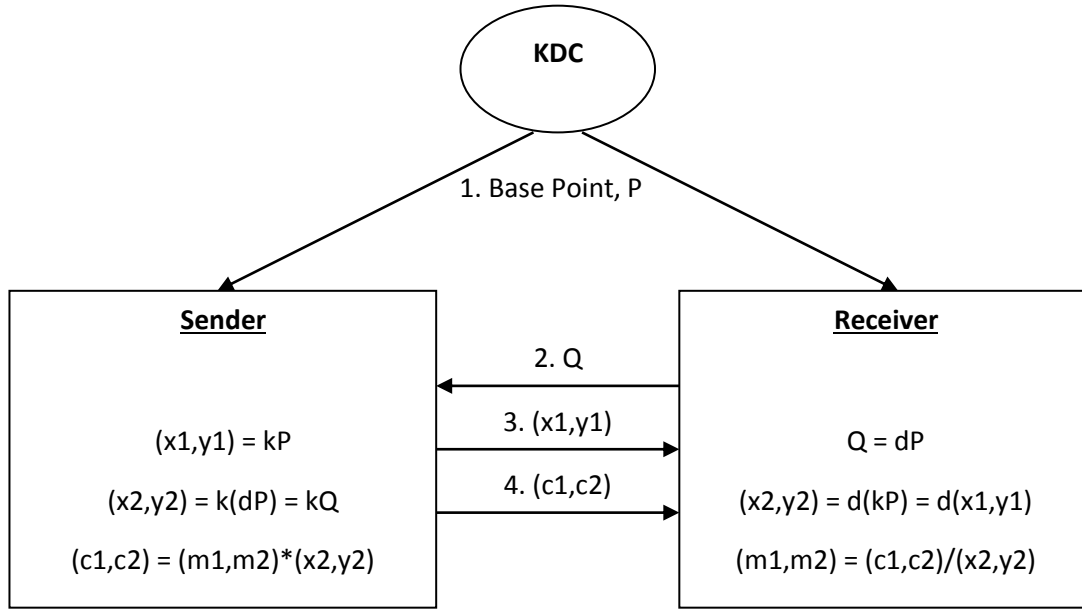 KDC
1. Base Point, P
Sender
(x1,y1) = kP
(x2,y2) = k(dP) = kQ
(c1,c2) = (m1,m2)*(x2,y2)
2. Q
3. (x1,y1)
4. (c1,c2)
Receiver
Q = dP
(x2,y2) = d(kP) = d(x1,y1)
(m1,m2) = (c1,c2)/(x2,y2)